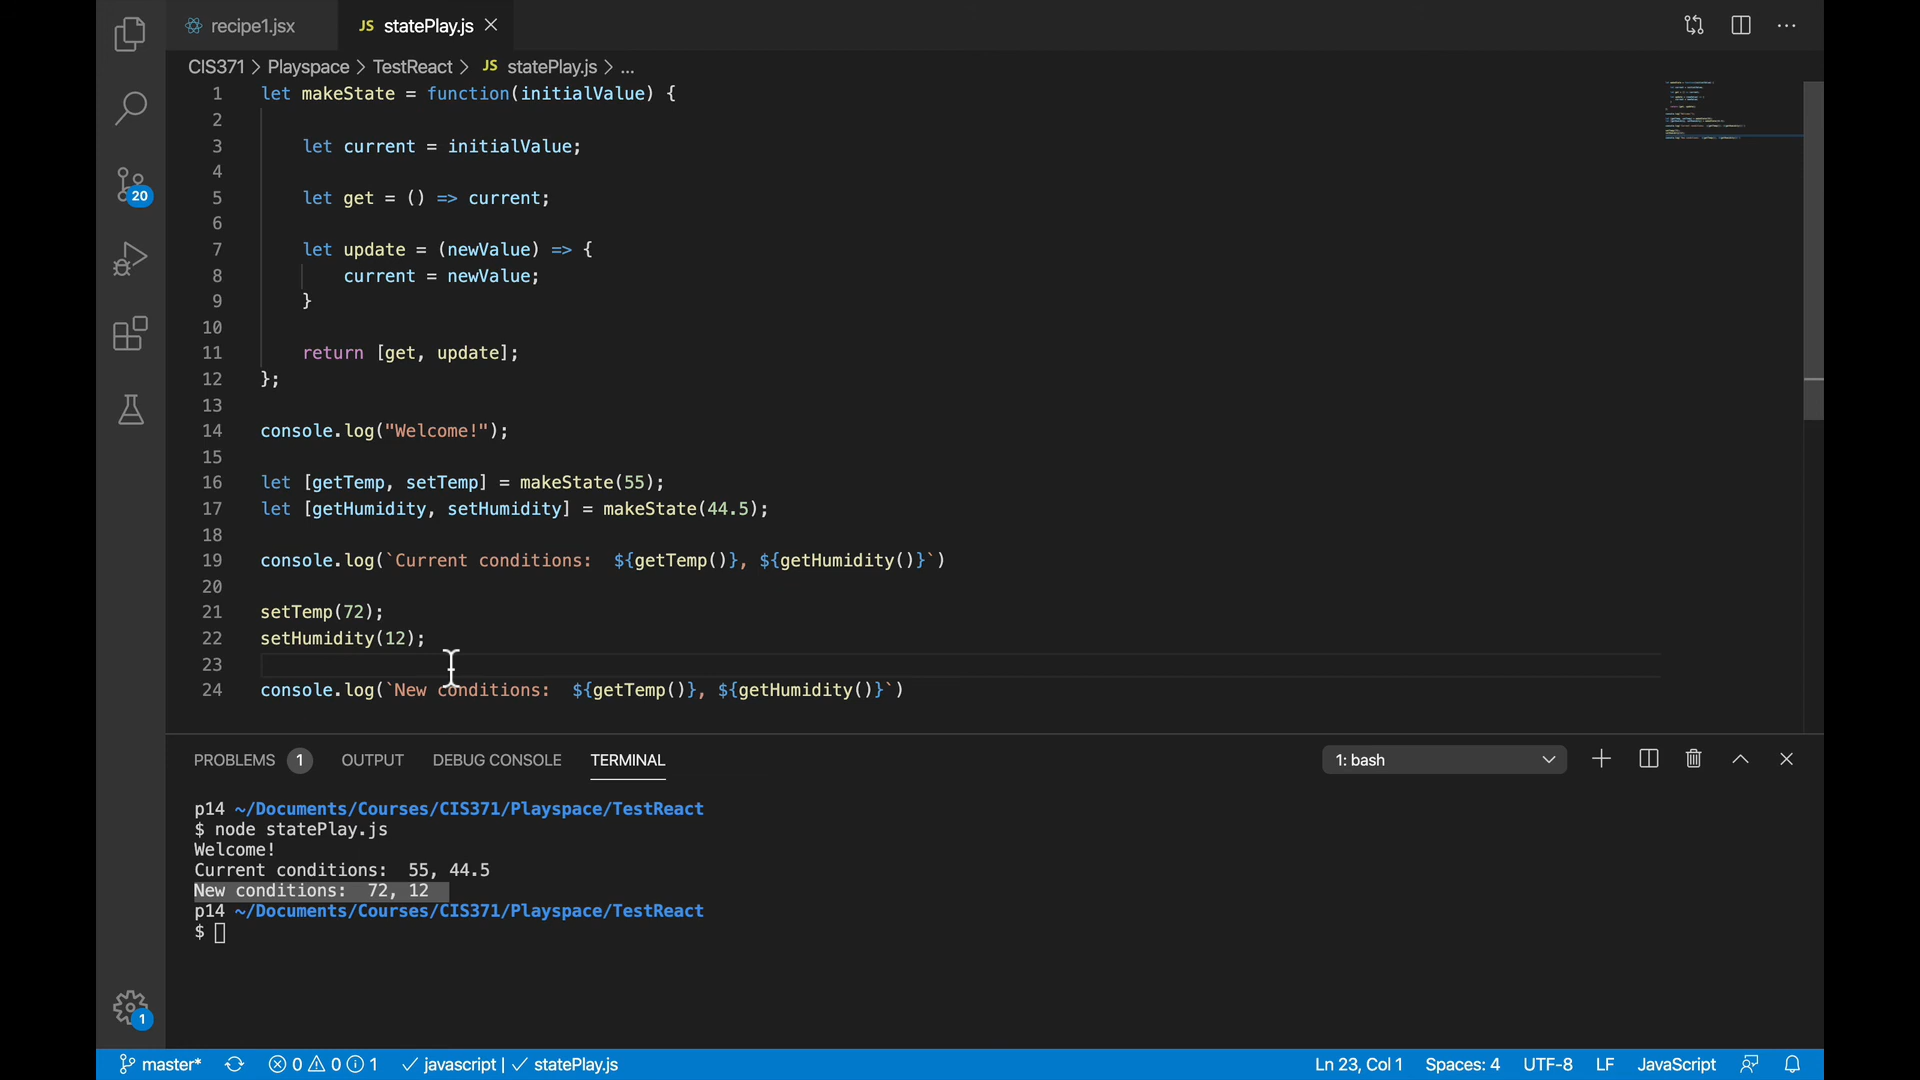 recipe1.jsx
JS statePlay.js
CIS371 > Playspace > TestReact > JS statePlay.js > ...
1 let makeState = function(initialValue) {
2
3 let current = initialValue;
4
5 let get = () => current;
6
7 let update = (newValue) => {
8 current = newValue;
9 }
10
11 return [get, update];
12 };
13
14 console.log("Welcome!");
15
16 let [getTemp, setTemp] = makeState(55);
17 let [getHumidity, setHumidity] = makeState(44.5);
18
19 console.log(`Current conditions:  ${getTemp()}, ${getHumidity()}`)
20
21 setTemp(72);
22 setHumidity(12);
23
24 console.log(`New conditions:  ${getTemp()}, ${getHumidity()}`)
20
PROBLEMS 1 OUTPUT DEBUG CONSOLE TERMINAL 1: bash
p14 ~/Documents/Courses/CIS371/Playspace/TestReact
$ node statePlay.js
Welcome!
Current conditions:  55, 44.5
New conditions:  72, 12
p14 ~/Documents/Courses/CIS371/Playspace/TestReact
$
1
master* 0 0 1 javascript | statePlay.js Ln 23, Col 1 Spaces: 4 UTF-8 LF JavaScript